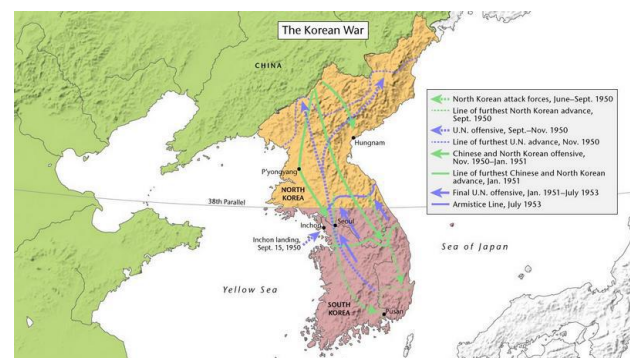 The Korean War
CHINA
Hungnam
P'yongyang
NORTH
KOREA
38th Parallel
Inchon
Seoul
Inchon landing,
Sept. 15, 1950
Sea of Japan
Yellow Sea
SOUTH
KOREA
Pusan
North Korean attack forces, June–Sept. 1950
Line of furthest North Korean advance,
Sept. 1950
U.N. offensive, Sept.–Nov. 1950
Line of furthest U.N. advance, Nov. 1950
Chinese and North Korean offensive,
Nov. 1950–Jan. 1951
Line of furthest Chinese and North Korean
advance, Jan. 1951
Final U.N. offensive, Jan. 1951–July 1953
Armistice Line, July 1953